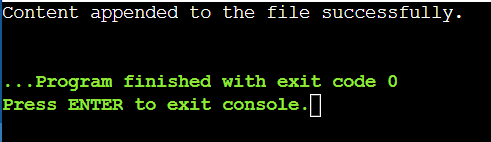 Content appended to the file successfully.
...Program finished with exit code 0
Press ENTER to exit console.